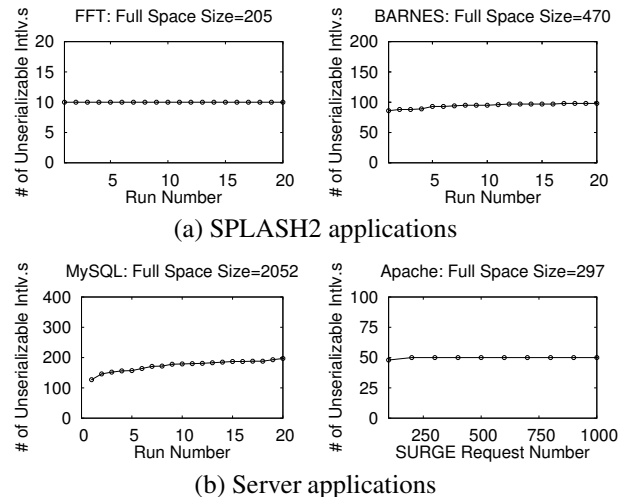 FFT: Full Space Size=205
# of Unserializable Intlv.s
20
15
10
5
0
5 10 15 20
Run Number
BARNES: Full Space Size=470
# of Unserializable Intlv.s
200
150
100
50
0
5 10 15 20
Run Number
(a) SPLASH2 applications
MySQL: Full Space Size=2052
# of Unserializable Intlv.s
400
300
200
100
0
0 5 10 15 20
Run Number
Apache: Full Space Size=297
# of Unserializable Intlv.s
100
75
50
25
0
250 500 750 1000
SURGE Request Number
(b) Server applications